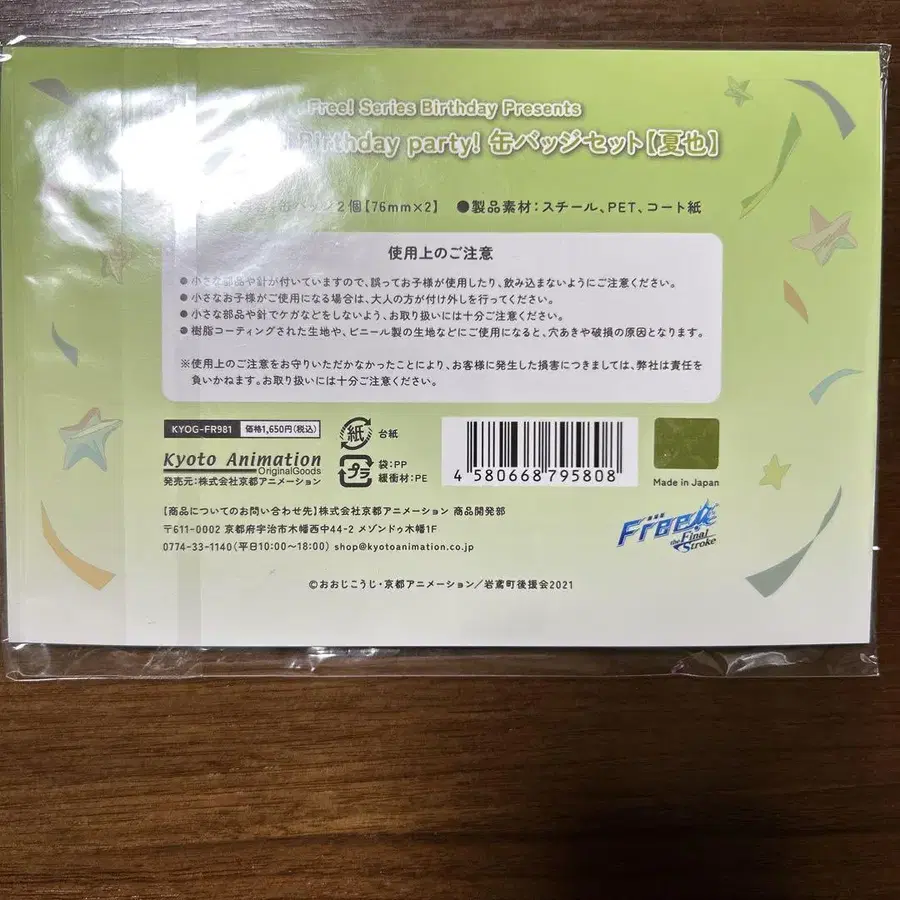 Free! Series Birthday Presents
Birthday party! 缶バッジセット【夏也】
缶バッジ2個【76mm×2】 ●製品素材:スチール、PET、コート紙
使用上のご注意
●小さな部品や針が付いていますので、誤ってお子様が使用したり、飲み込まないようにご注意ください。
●小さなお子様がご使用になる場合は、大人の方が付け外しを行ってください。
●小さな部品や針でケガなどをしないよう、お取り扱いには十分ご注意ください。
●樹脂コーティングされた生地や、ビニール製の生地などにご使用になると、穴あきや破損の原因となります。
※使用上のご注意をお守りいただかなかったことにより、お客様に発生した損害につきましては、弊社は責任を
負いかねます。お取り扱いには十分ご注意ください。
KYOG-FR981 価格1,650円(税込)
Kyoto Animation
OriginalGoods
発売元:株式会社京都アニメーション
紙 台紙
プラ 袋:PP
緩衝材:PE
4 580668 795808
Made in Japan
【商品についてのお問い合わせ先】株式会社京都アニメーション 商品開発部
〒611-0002 京都府宇治市木幡西中44-2 メゾンドゥ木幡1F
0774-33-1140(平日10:00〜18:00) shop@kyotoanimation.co.jp
Free!
the Final
Stroke
©おおじこうじ・京都アニメーション/岩鳶町後援会2021